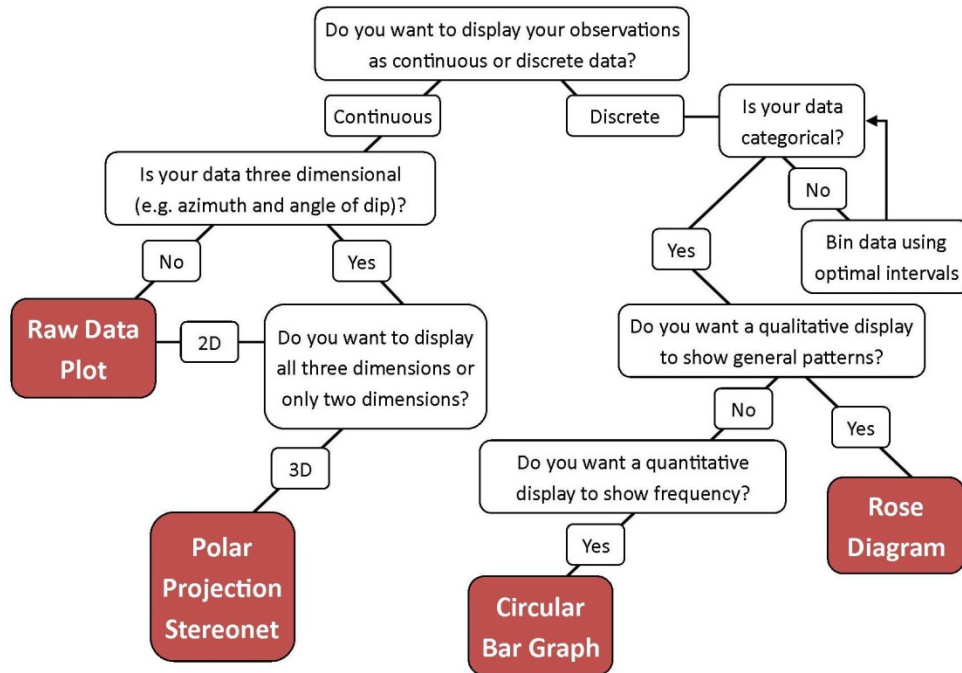 Do you want to display your observations
as continuous or discrete data?
Continuous
Discrete
Is your data
categorical?
Is your data three dimensional
(e.g. azimuth and angle of dip)?
No
Bin data using
optimal intervals
No
Yes
Yes
Raw Data
Plot
2D
Do you want to display
all three dimensions or
only two dimensions?
Do you want a qualitative display
to show general patterns?
No
Yes
3D
Do you want a quantitative
display to show frequency?
Rose
Diagram
Polar
Projection
Stereonet
Yes
Circular
Bar Graph